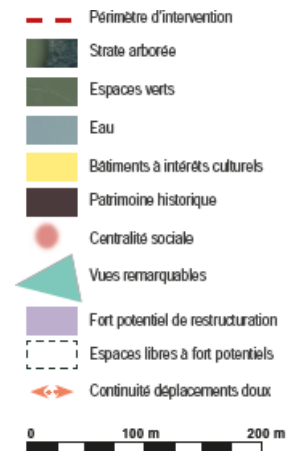 Périmètre d'intervention
Strate arborée
Espaces verts
Eau
Bâtiments à intérêts culturels
Patrimoine historique
Centralité sociale
Vues remarquables
Fort potentiel de restructuration
Espaces libres à fort potentiels
Continuité déplacements doux
0 100 m 200 m